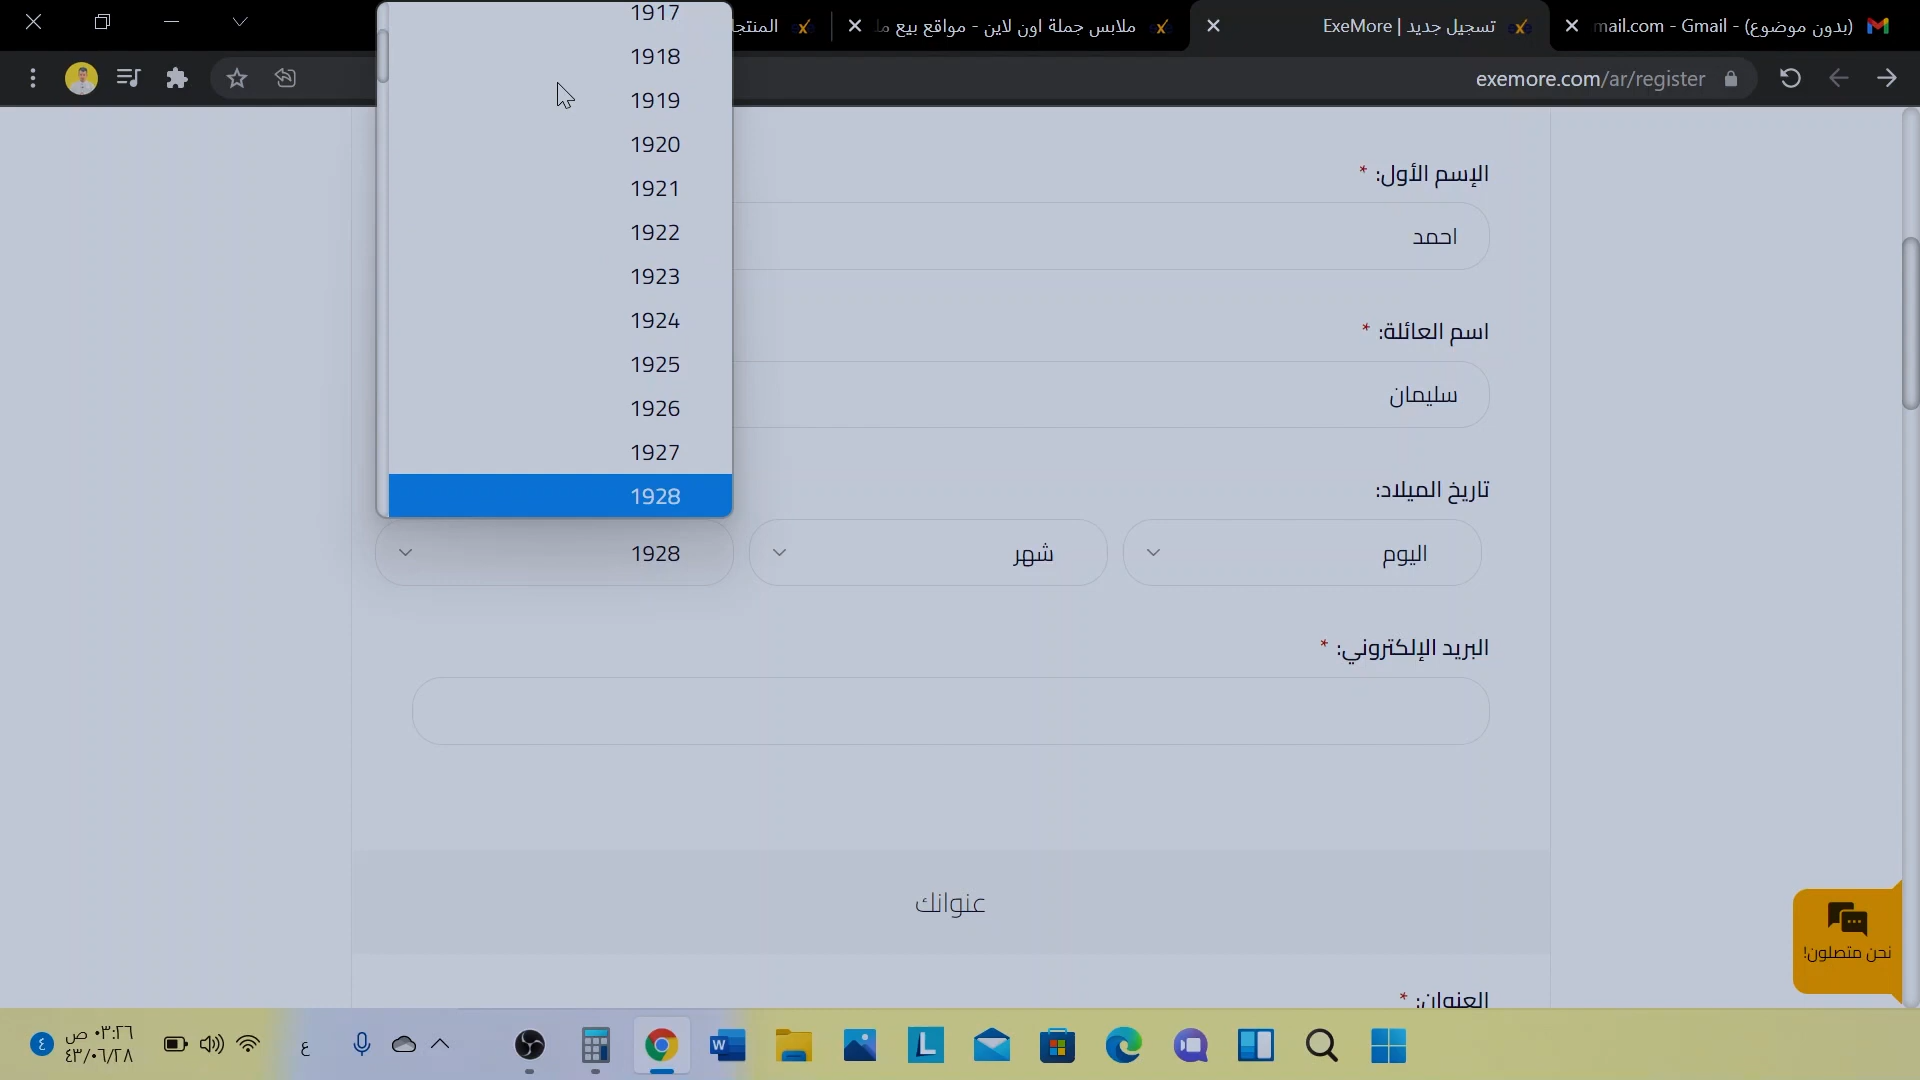 (بدون موضوع) - mail.com - Gmail
تسجيل جديد | ExeMore
ملابس جملة اون لاين - مواقع بيع ملا
المنتجا
exemore.com/ar/register
1917
1918
1919
1920
1921
1922
1923
1924
1925
1926
1927
1928
الإسم الأول: *
احمد
اسم العائلة: *
سليمان
تاريخ الميلاد:
اليوم
شهر
1928
البريد الإلكتروني: *
عنوانك
نحن متصلون!
العنوان: *
٠٣:٢٦ ص
٤٣/٠٦/٢٨
٤
ع
W
L